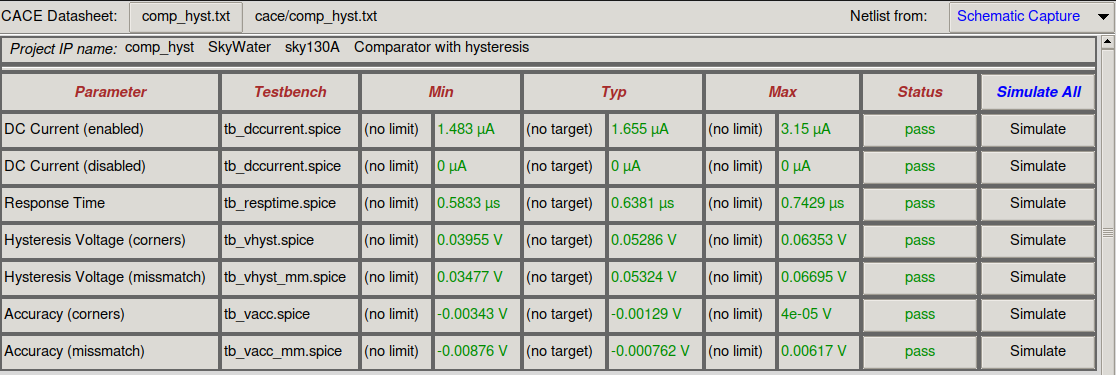 CACE Datasheet: comp_hyst.txt cace/comp_hyst.txt Netlist from: Schematic Capture
Project IP name: comp_hyst SkyWater sky130A Comparator with hysteresis
Parameter Testbench Min Typ Max Status Simulate All
DC Current (enabled) tb_dccurrent.spice (no limit) 1.483 µA (no target) 1.655 µA (no limit) 3.15 µA pass Simulate
DC Current (disabled) tb_dccurrent.spice (no limit) 0 µA (no target) 0 µA (no limit) 0 µA pass Simulate
Response Time tb_resptime.spice (no limit) 0.5833 µs (no target) 0.6381 µs (no limit) 0.7429 µs pass Simulate
Hysteresis Voltage (corners) tb_vhyst.spice (no limit) 0.03955 V (no target) 0.05286 V (no limit) 0.06353 V pass Simulate
Hysteresis Voltage (missmatch) tb_vhyst_mm.spice (no limit) 0.03477 V (no target) 0.05324 V (no limit) 0.06695 V pass Simulate
Accuracy (corners) tb_vacc.spice (no limit) -0.00343 V (no target) -0.00129 V (no limit) 4e-05 V pass Simulate
Accuracy (missmatch) tb_vacc_mm.spice (no limit) -0.00876 V (no target) -0.000762 V (no limit) 0.00617 V pass Simulate